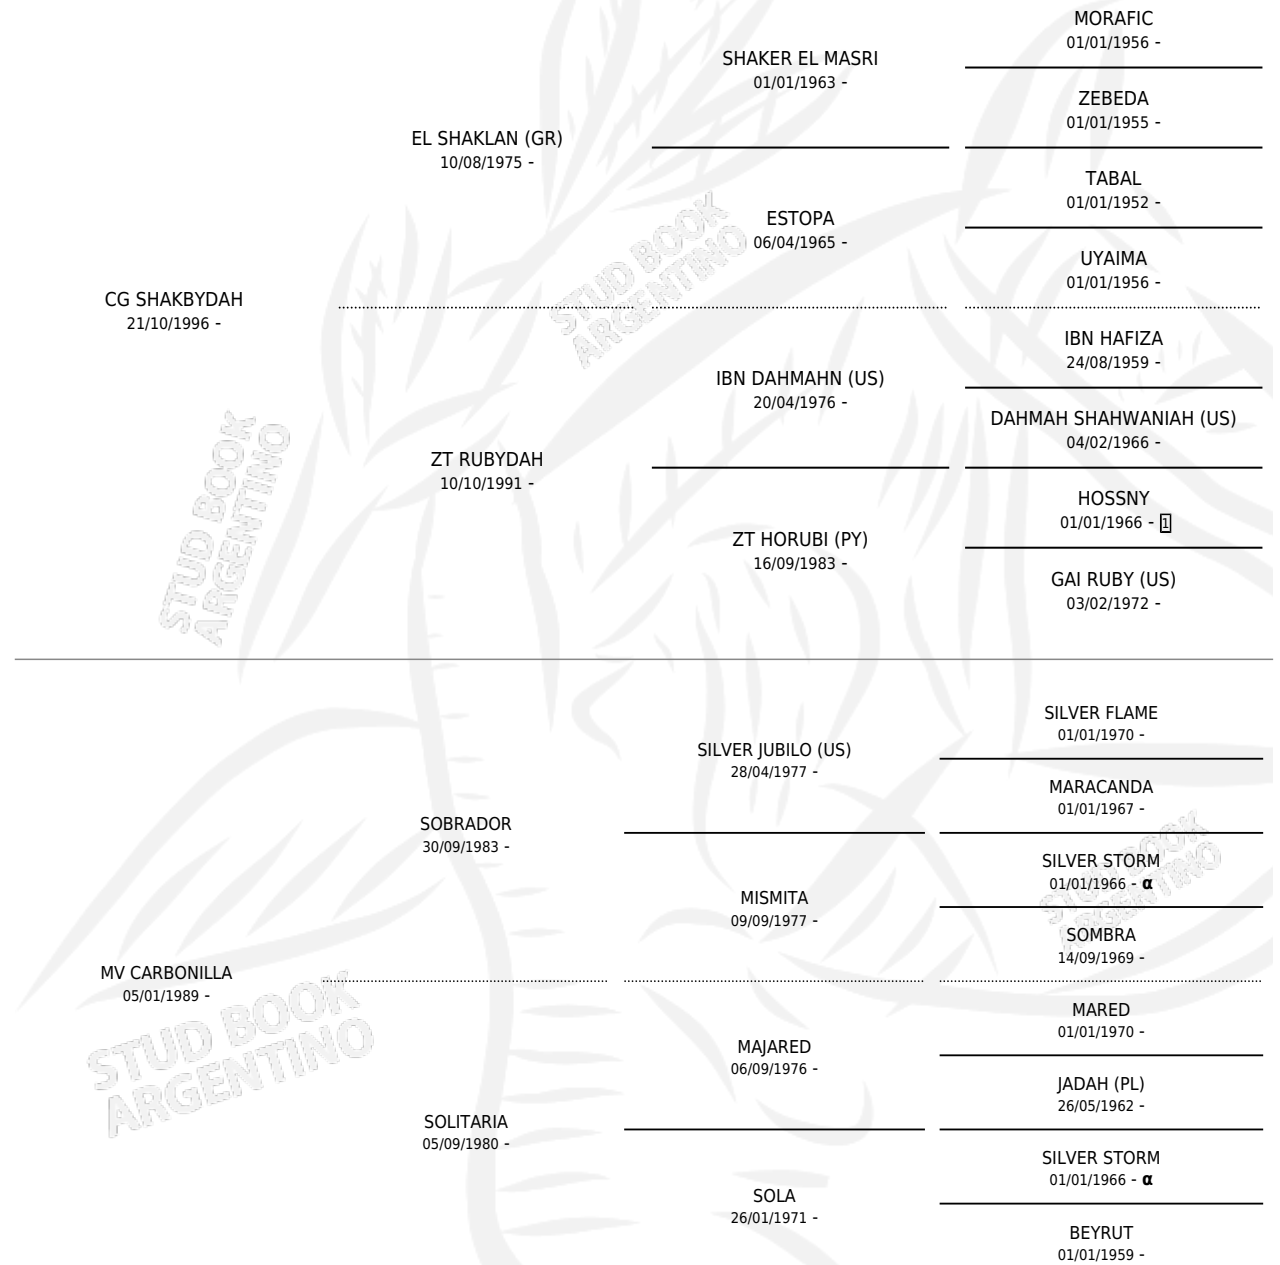 MORAFIC
01/01/1956 -
SHAKER EL MASRI
01/01/1963 -
ZEBEDA
01/01/1955 -
EL SHAKLAN (GR)
10/08/1975 -
TABAL
01/01/1952 -
ESTOPA
06/04/1965 -
UYAIMA
01/01/1956 -
CG SHAKBYDAH
21/10/1996 -
IBN HAFIZA
24/08/1959 -
IBN DAHMAHN (US)
20/04/1976 -
DAHMAH SHAHWANIAH (US)
04/02/1966 -
ZT RUBYDAH
10/10/1991 -
HOSSNY
01/01/1966 - 1
ZT HORUBI (PY)
16/09/1983 -
GAI RUBY (US)
03/02/1972 -
SILVER FLAME
01/01/1970 -
SILVER JUBILO (US)
28/04/1977 -
MARACANDA
01/01/1967 -
SOBRADOR
30/09/1983 -
SILVER STORM
01/01/1966 - α
MISMITA
09/09/1977 -
SOMBRA
14/09/1969 -
MV CARBONILLA
05/01/1989 -
MARED
01/01/1970 -
MAJARED
06/09/1976 -
JADAH (PL)
26/05/1962 -
SOLITARIA
05/09/1980 -
SILVER STORM
01/01/1966 - α
SOLA
26/01/1971 -
BEYRUT
01/01/1959 -
STUD BOOK
ARGENTINO
STUD BOOK
ARGENTINO
STUD BOOK
ARGENTINO
STUD BOOK
ARGENTINO